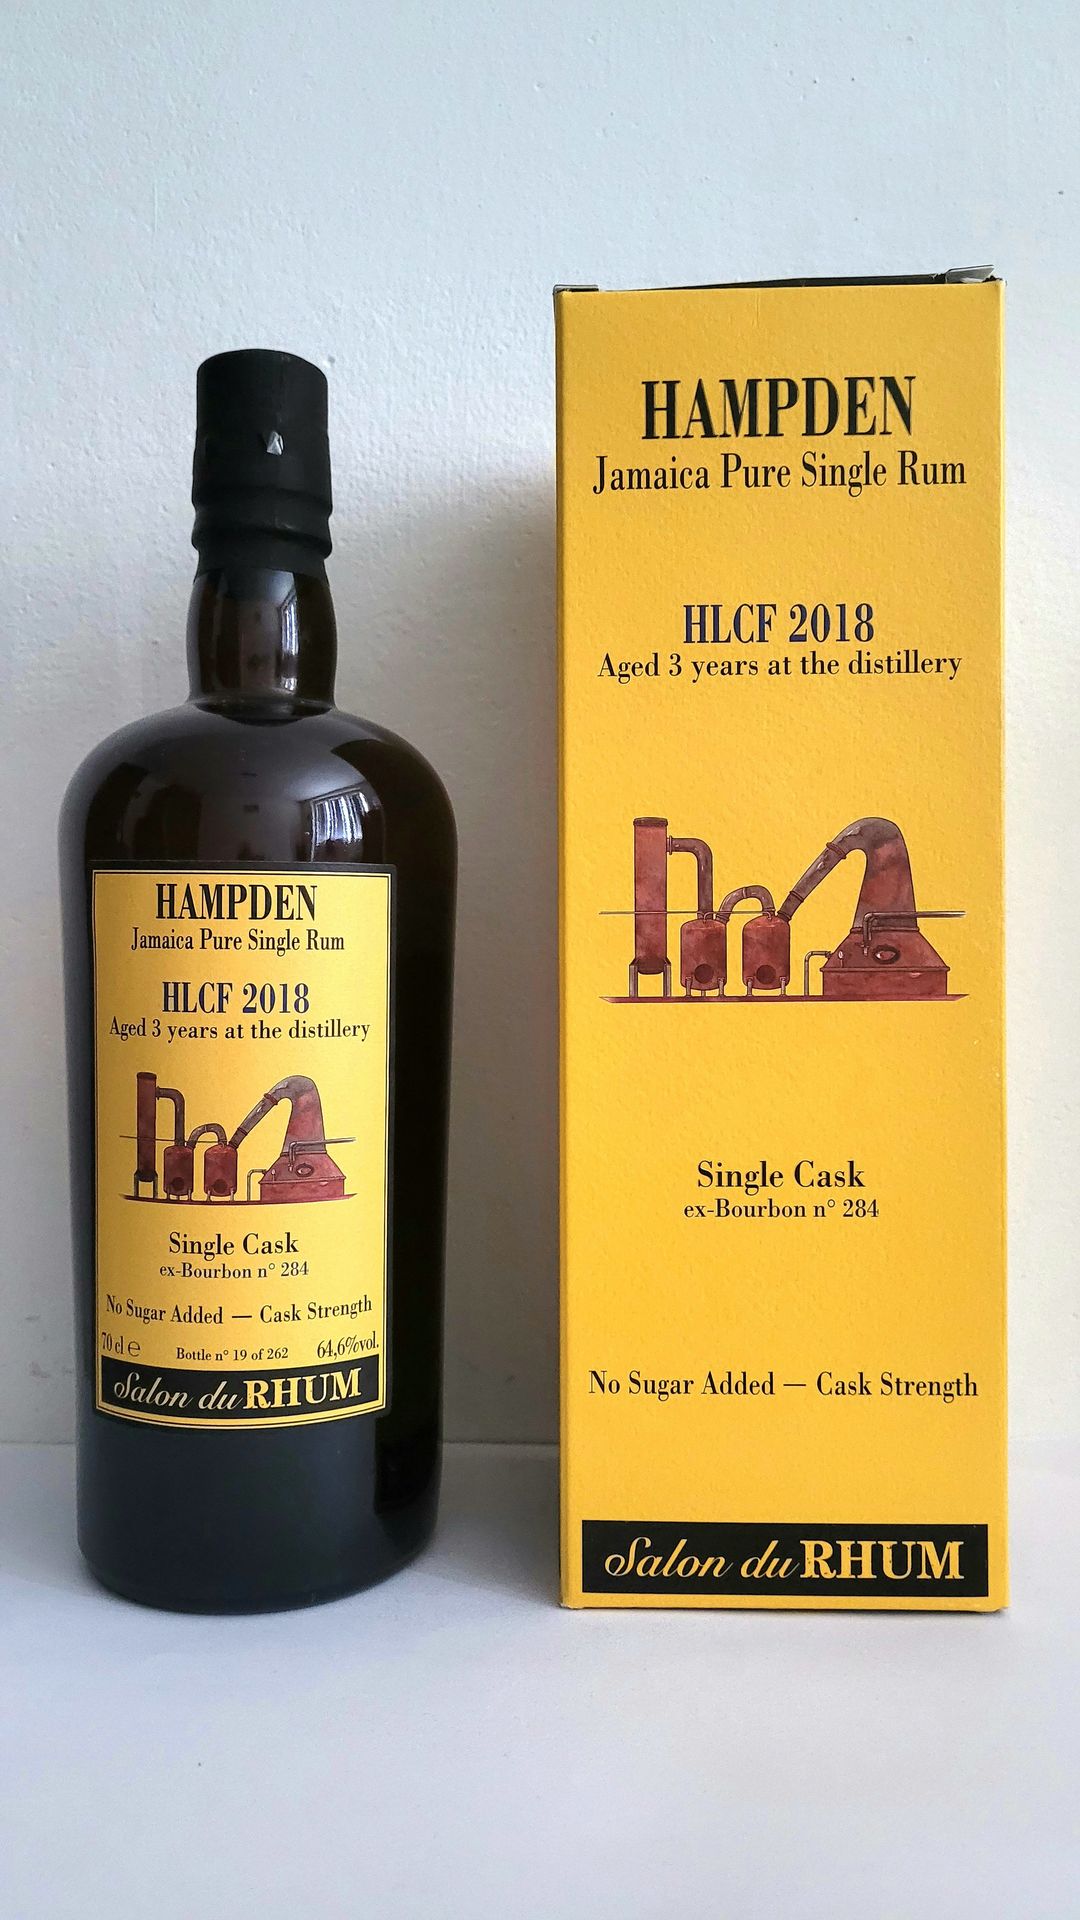 HAMPDEN
Jamaica Pure Single Rum
HLCF 2018
Aged 3 years at the distillery
Single Cask
ex-Bourbon n° 284
No Sugar Added — Cask Strength
70 cl ℮ Bottle n° 19 of 262 64,6%vol.
Salon du RHUM
HAMPDEN
Jamaica Pure Single Rum
HLCF 2018
Aged 3 years at the distillery
Single Cask
ex-Bourbon n° 284
No Sugar Added — Cask Strength
Salon du RHUM